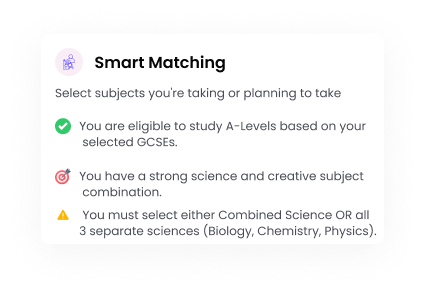 Smart Matching
Select subjects you're taking or planning to take
You are eligible to study A-Levels based on your
selected GCSEs.
You have a strong science and creative subject
combination.
You must select either Combined Science OR all
3 separate sciences (Biology, Chemistry, Physics).